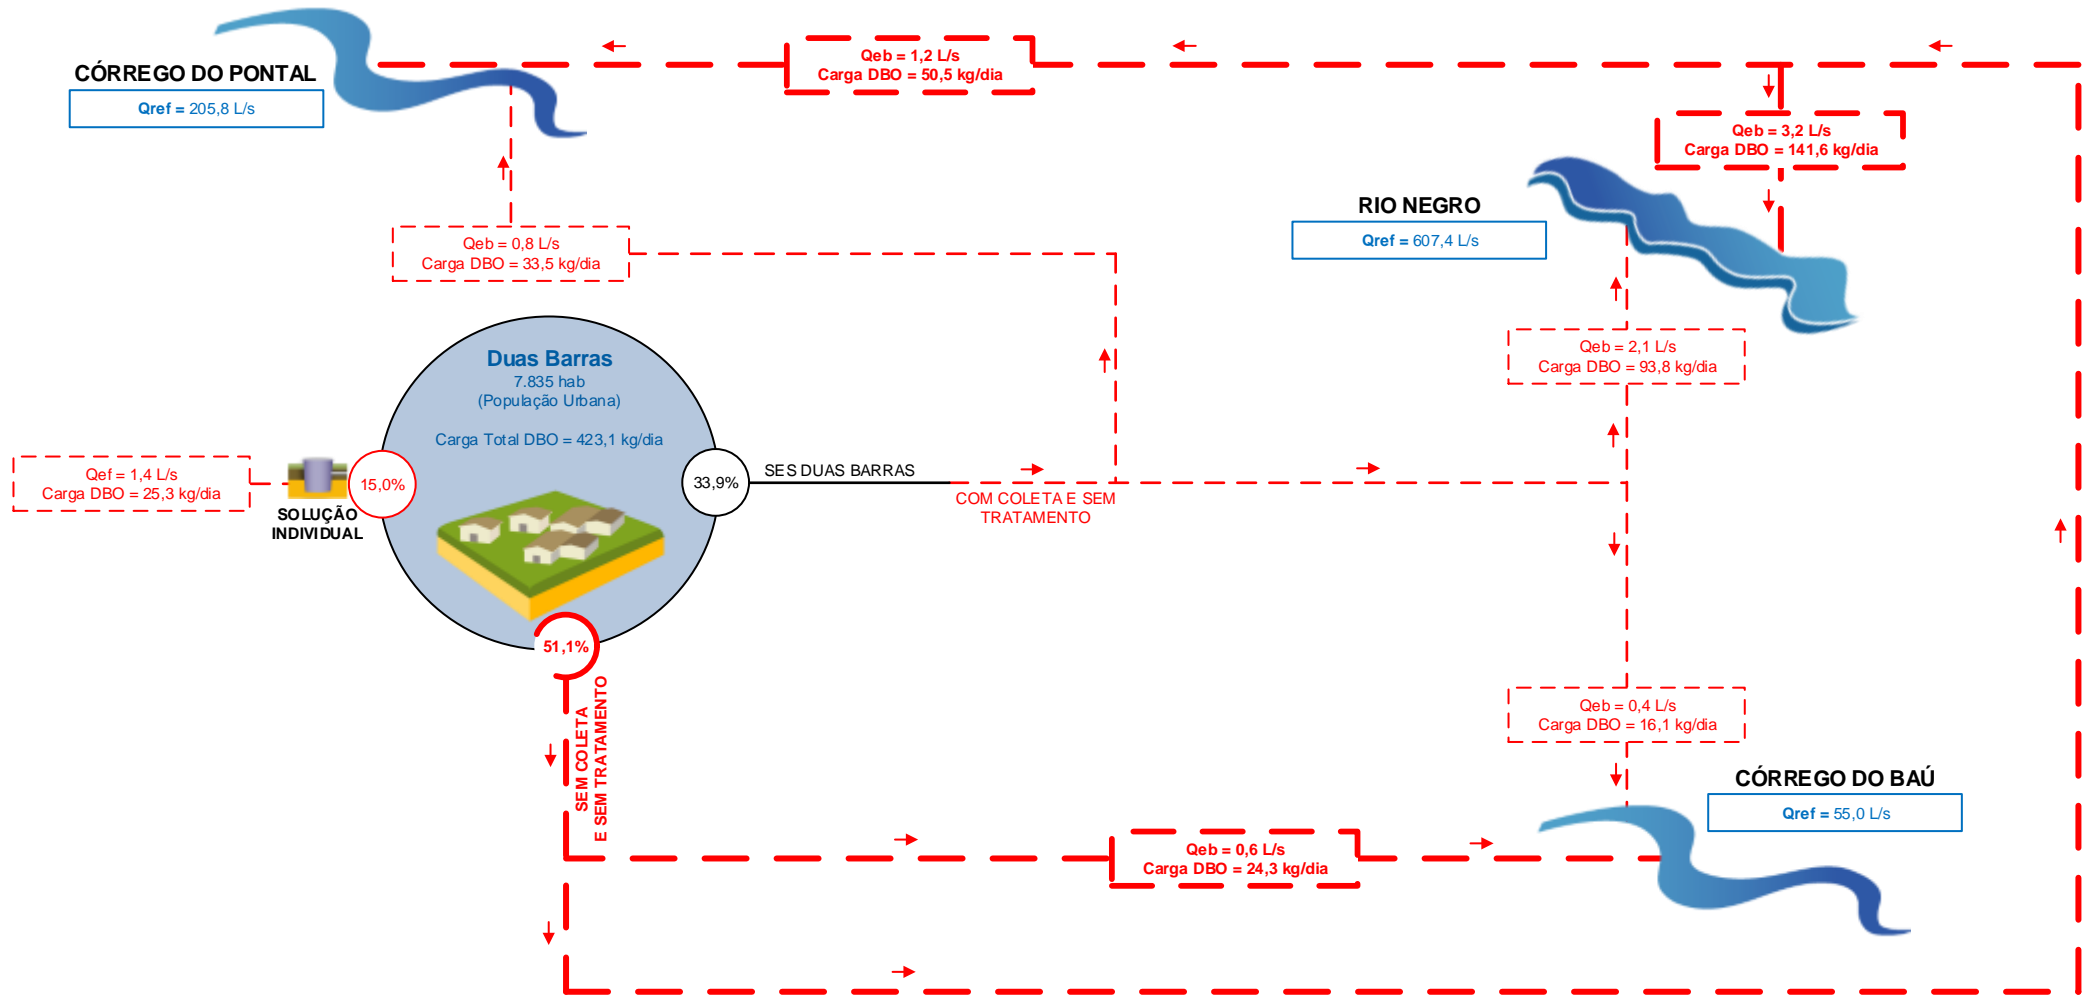 CÓRREGO DO PONTAL
Qref = 205,8 L/s
Qeb = 1,2 L/s
Carga DBO = 50,5 kg/dia
Qeb = 3,2 L/s
Carga DBO = 141,6 kg/dia
RIO NEGRO
Qref = 607,4 L/s
Qeb = 0,8 L/s
Carga DBO = 33,5 kg/dia
Qeb = 2,1 L/s
Carga DBO = 93,8 kg/dia
Duas Barras
7.835 hab
(População Urbana)
Carga Total DBO = 423,1 kg/dia
Qef = 1,4 L/s
Carga DBO = 25,3 kg/dia
SOLUÇÃO
INDIVIDUAL
15,0%
33,9%
SES DUAS BARRAS
COM COLETA E SEM
TRATAMENTO
51,1%
SEM COLETA
E SEM TRATAMENTO
Qeb = 0,4 L/s
Carga DBO = 16,1 kg/dia
CÓRREGO DO BAÚ
Qref = 55,0 L/s
Qeb = 0,6 L/s
Carga DBO = 24,3 kg/dia